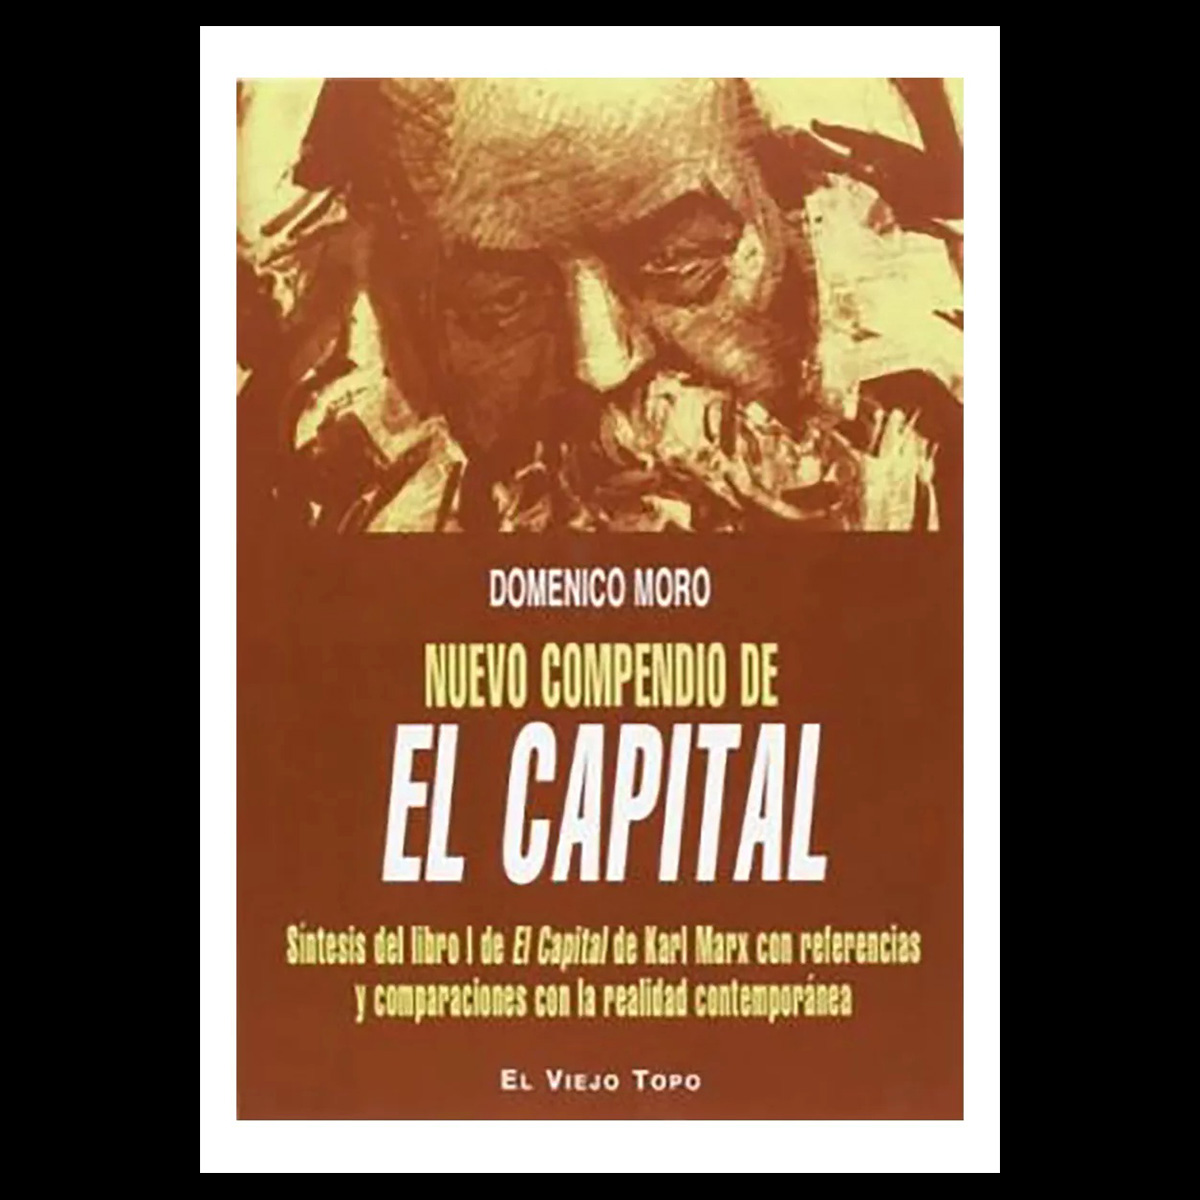 DOMENICO MORO
NUEVO COMPENDIO DE
EL CAPITAL
Síntesis del libro I de El Capital de Karl Marx con referencias
y comparaciones con la realidad contemporánea
EL VIEJO TOPO